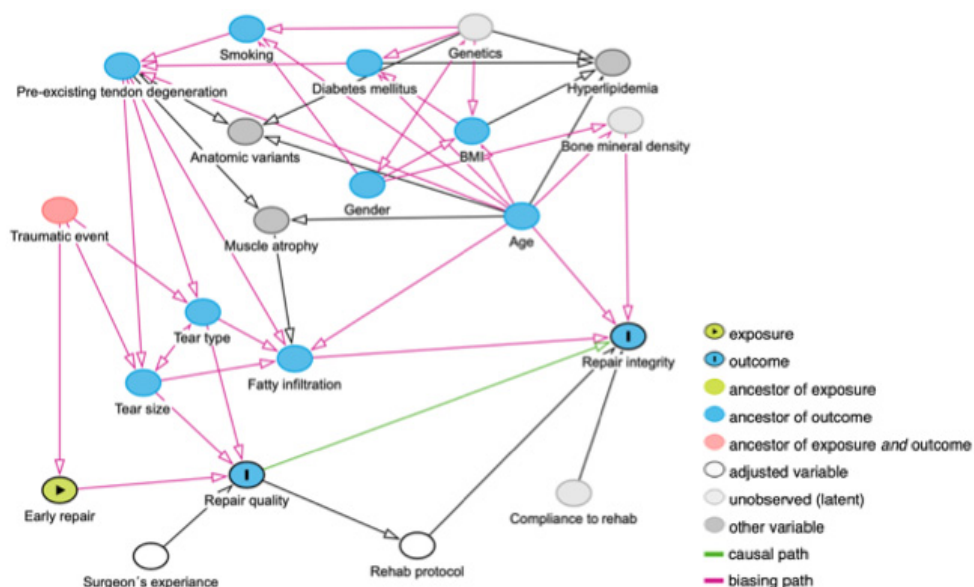 Smoking
Genetics
Pre-excisting tendon degeneration
Diabetes mellitus
Hyperlipidemia
Anatomic variants
BMI
Bone mineral density
Gender
Traumatic event
Muscle atrophy
Age
Tear type
Repair integrity
Fatty infiltration
Tear size
Early repair
Repair quality
Compliance to rehab
Surgeon´s experiance
Rehab protocol
exposure
outcome
ancestor of exposure
ancestor of outcome
ancestor of exposure and outcome
adjusted variable
unobserved (latent)
other variable
causal path
biasing path